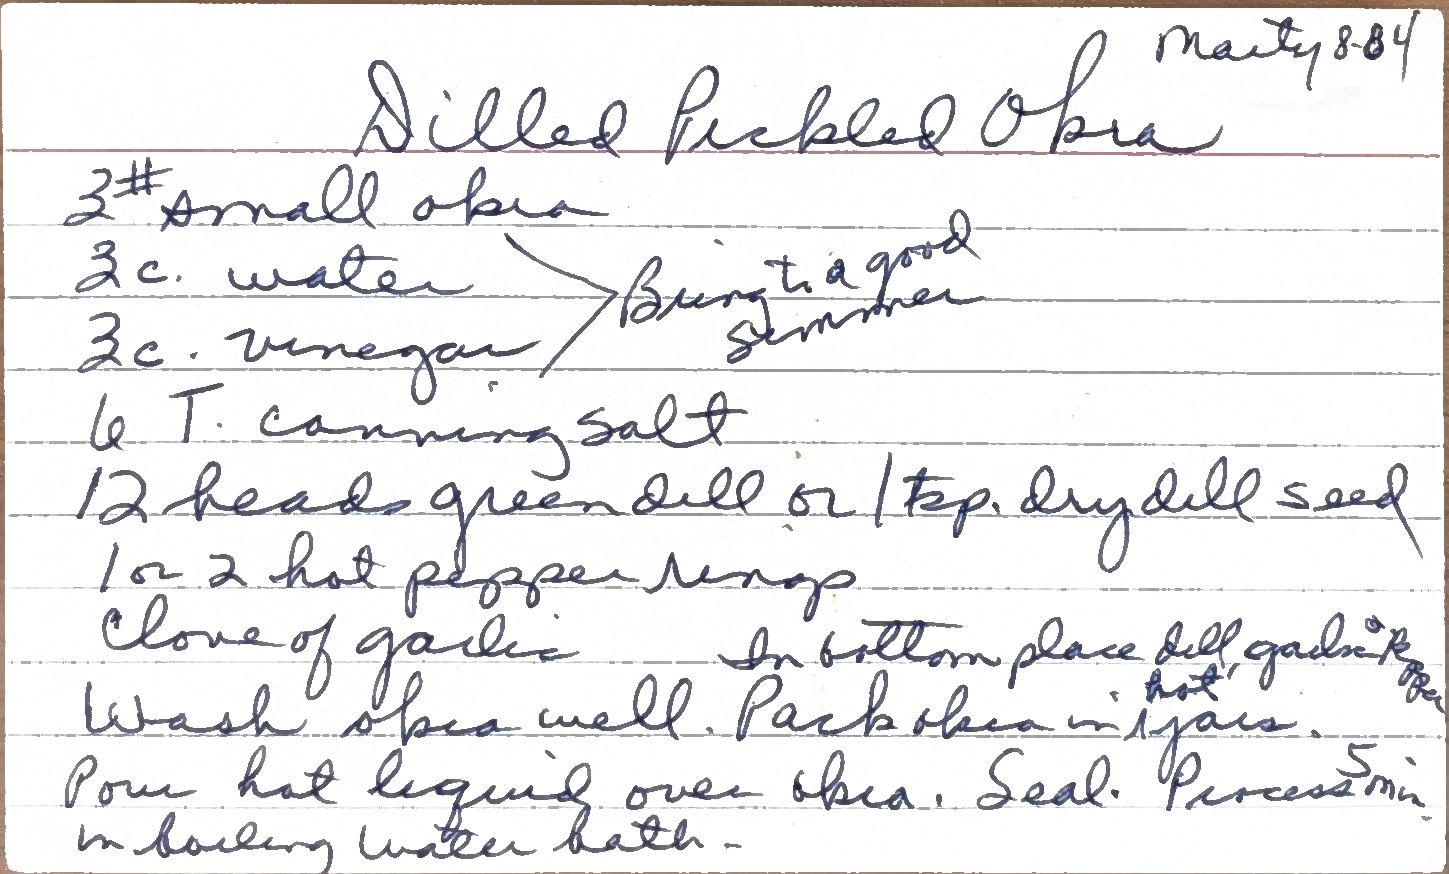 Marty 8-84
Dilled Pickled Okra
3# small okra
3 c. water
3 c. vinegar
Bring to a good
simmer
6 T. canning salt
12 heads green dill or 1 tsp. dry dill seed
1 or 2 hot pepper rings
Clove of garlic
In bottom place dill, garlic & pepper
Wash okra well. Pack okra in hot jars.
Pour hot liquid over okra. Seal. Process 5 min
in boiling water bath.